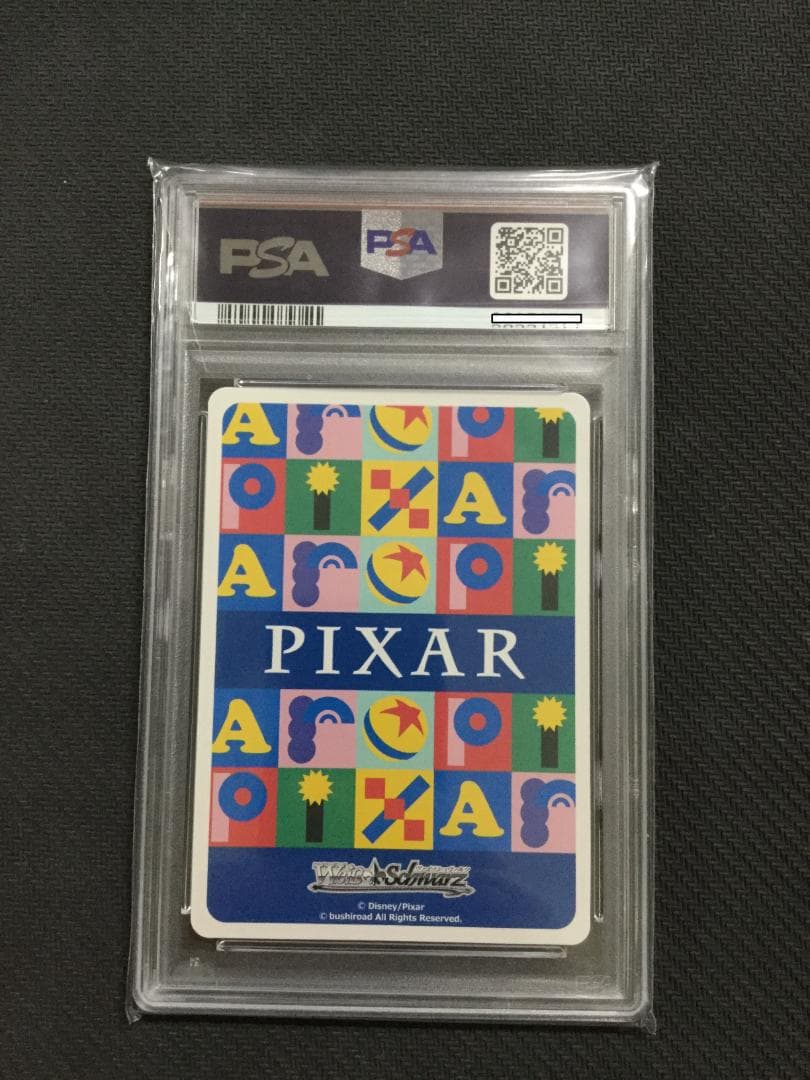 PSA PSA
PIXAR
Weiß Schwarz
© Disney/Pixar
© bushiroad All Rights Reserved.